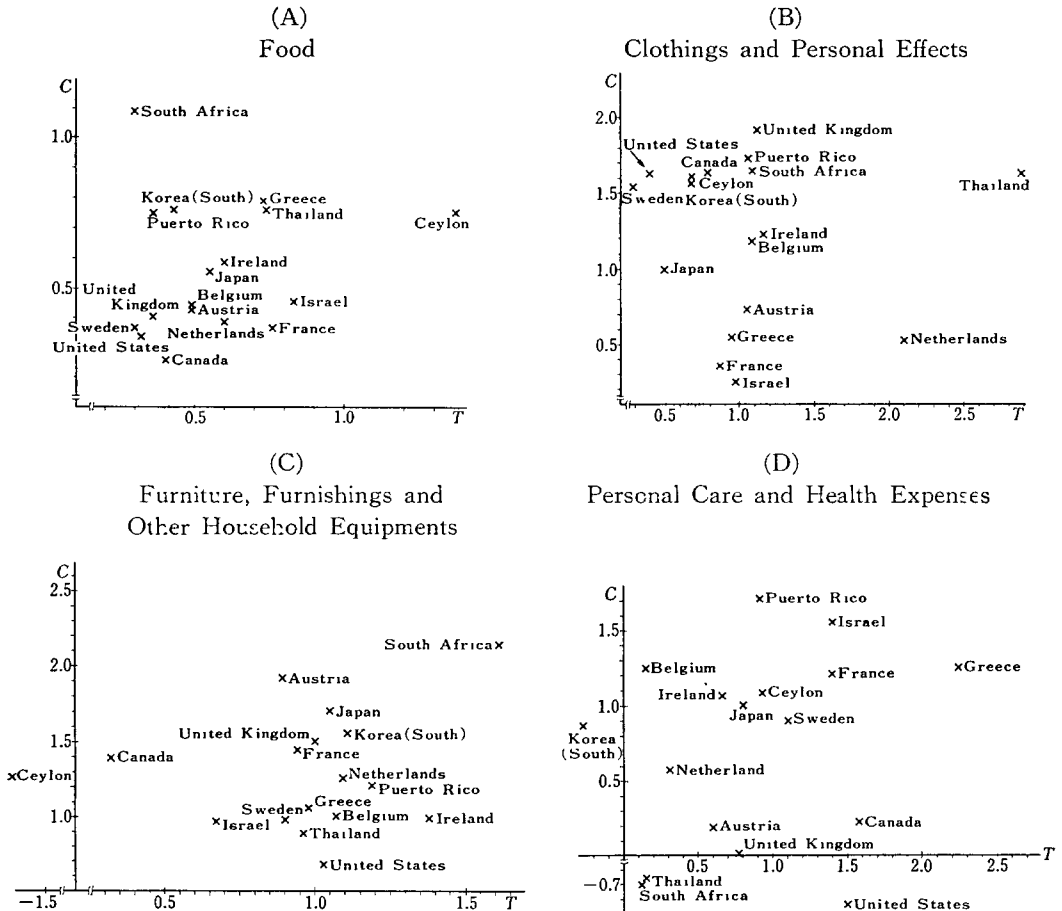 (A)
Food
C
South Africa
1.0
Korea (South)
Greece
Thailand
Puerto Rico
Ceylon
Ireland
Japan
0.5
United
Kingdom
Belgium
Austria
Israel
Sweden
Netherlands
France
United States
Canada
0.5
1.0
T
(B)
Clothings and Personal Effects
C
2.0
United Kingdom
United States
Canada
Puerto Rico
South Africa
1.5
Ceylon
Thailand
Sweden
Korea (South)
Ireland
Belgium
1.0
Japan
Austria
Greece
Netherlands
0.5
France
Israel
0.5
1.0
1.5
2.0
2.5
T
(C)
Furniture, Furnishings and
Other Household Equipments
C
2.5
South Africa
2.0
Austria
Japan
1.5
United Kingdom
Korea (South)
France
Canada
Ceylon
Netherlands
Puerto Rico
Greece
Sweden
1.0
Belgium
Ireland
Israel
Thailand
United States
−1.5
0.5
1.0
T
1.5
(D)
Personal Care and Health Expenses
C
Puerto Rico
1.5
Israel
Belgium
France
Greece
Ireland
Ceylon
1.0
Japan
Sweden
Korea
(South)
0.5
Netherland
Austria
Canada
United Kingdom
0.5
1.0
1.5
2.0
2.5
T
−0.7
Thailand
South Africa
United States